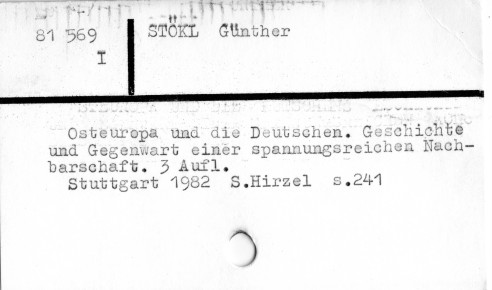 81 569 STÖKL Günther
I
Osteuropa und die Deutschen. Geschichte
und Gegenwart einer spannungsreichen Nach-
barschaft. 3 Aufl.
Stuttgart 1982 S.Hirzel s.241